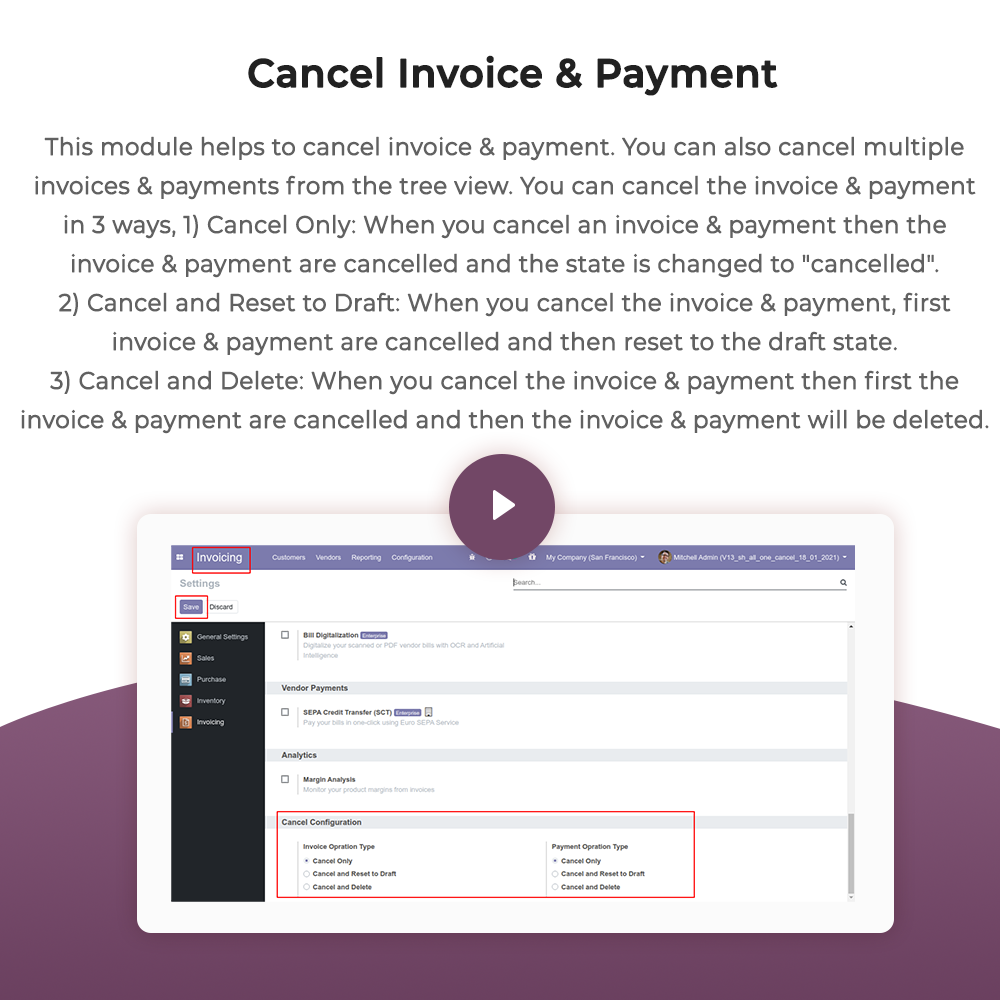 Cancel Invoice & Payment
This module helps to cancel invoice & payment. You can also cancel multiple
invoices & payments from the tree view. You can cancel the invoice & payment
in 3 ways, 1) Cancel Only: When you cancel an invoice & payment then the
invoice & payment are cancelled and the state is changed to "cancelled".
2) Cancel and Reset to Draft: When you cancel the invoice & payment, first
invoice & payment are cancelled and then reset to the draft state.
3) Cancel and Delete: When you cancel the invoice & payment then first the
invoice & payment are cancelled and then the invoice & payment will be deleted.
Invoicing Customers Vendors Reporting Configuration My Company (San Francisco) Mitchell Admin (V13_sh_all_one_cancel_18_01_2021)
Settings Search...
Save Discard
General Settings
Sales
Purchase
Inventory
Invoicing
Bill Digitalization Enterprise
Digitalize your scanned or PDF vendor bills with OCR and Artificial
Intelligence
Vendor Payments
SEPA Credit Transfer (SCT) Enterprise
Pay your bills in one-click using Euro SEPA Service
Analytics
Margin Analysis
Monitor your product margins from invoices
Cancel Configuration
Invoice Opration Type Payment Opration Type
Cancel Only Cancel Only
Cancel and Reset to Draft Cancel and Reset to Draft
Cancel and Delete Cancel and Delete